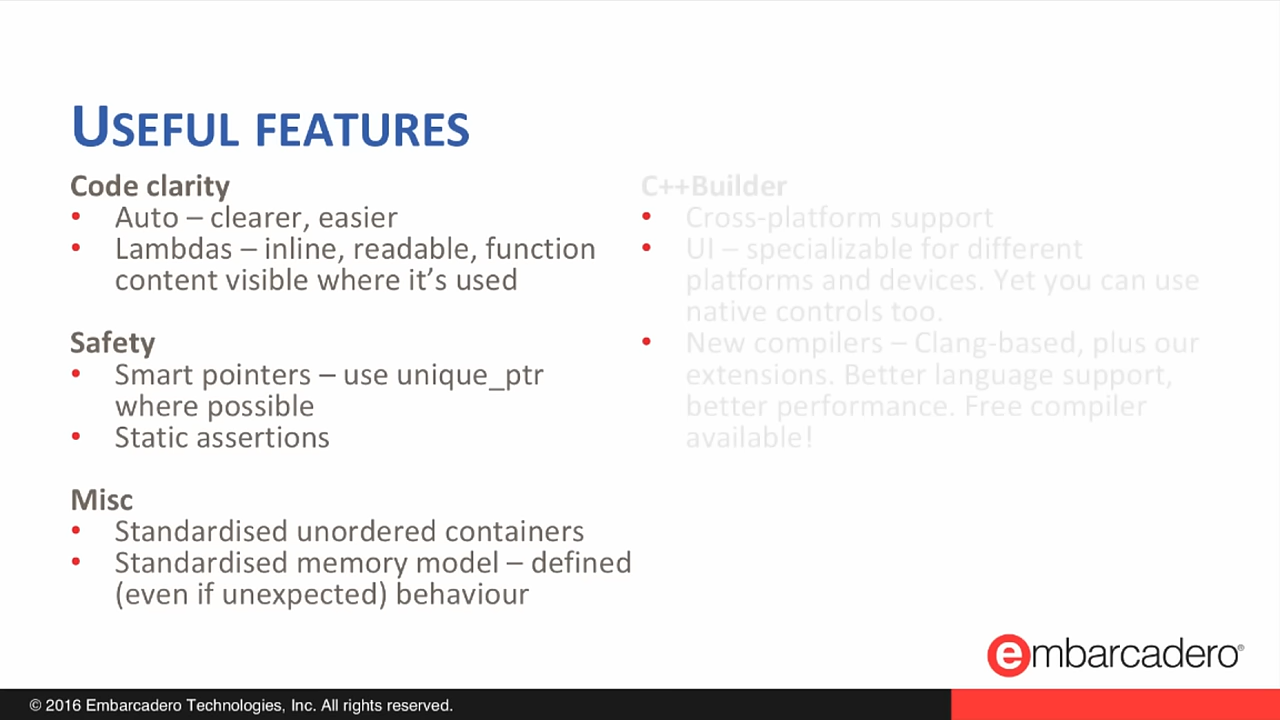 USEFUL FEATURES
Code clarity
• Auto – clearer, easier
• Lambdas – inline, readable, function
content visible where it's used
Safety
• Smart pointers – use unique_ptr
where possible
• Static assertions
Misc
• Standardised unordered containers
• Standardised memory model – defined
(even if unexpected) behaviour
C++Builder
• Cross-platform support
• UI – specializable for different
platforms and devices. Yet you can use
native controls too.
• New compilers – Clang-based, plus our
extensions. Better language support,
better performance. Free compiler
available!
embarcadero®
© 2016 Embarcadero Technologies, Inc. All rights reserved.